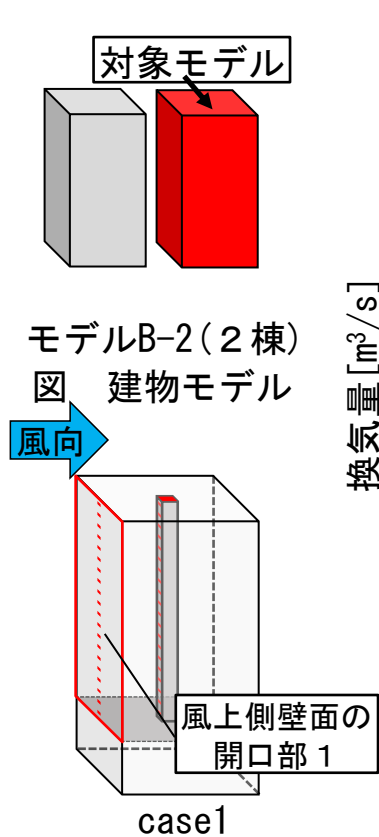 対象モデル
モデルB-2(２棟)
図　建物モデル
換気量[m³/s]
風向
風上側壁面の
開口部１
case1